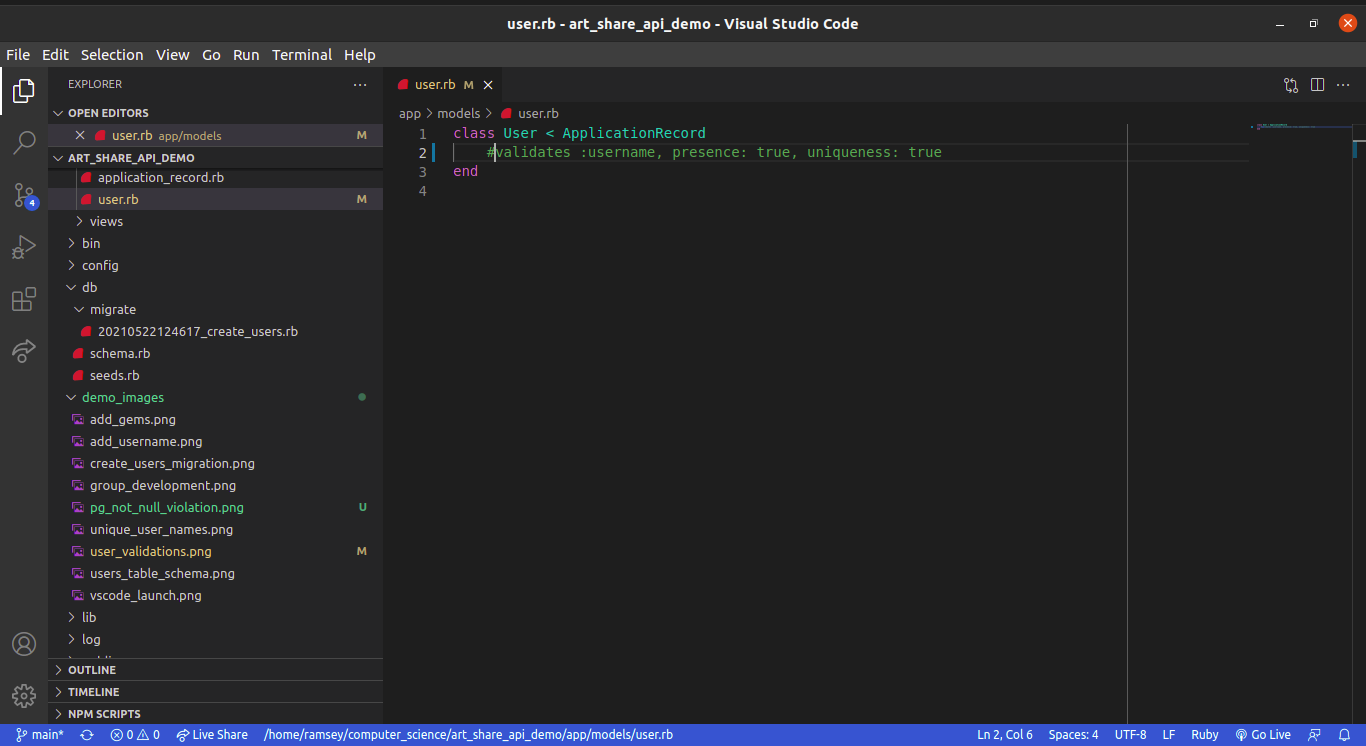 user.rb - art_share_api_demo - Visual Studio Code
File Edit Selection View Go Run Terminal Help
EXPLORER
OPEN EDITORS
user.rb app/models M
ART_SHARE_API_DEMO
application_record.rb
user.rb M
views
bin
config
db
migrate
20210522124617_create_users.rb
schema.rb
seeds.rb
demo_images
add_gems.png
add_username.png
create_users_migration.png
group_development.png
pg_not_null_violation.png U
unique_user_names.png
user_validations.png M
users_table_schema.png
vscode_launch.png
lib
log
OUTLINE
TIMELINE
NPM SCRIPTS
4
user.rb M
app > models > user.rb
1 class User < ApplicationRecord
2 #validates :username, presence: true, uniqueness: true
3 end
4
main* 0 0 Live Share /home/ramsey/computer_science/art_share_api_demo/app/models/user.rb Ln 2, Col 6 Spaces: 4 UTF-8 LF Ruby Go Live